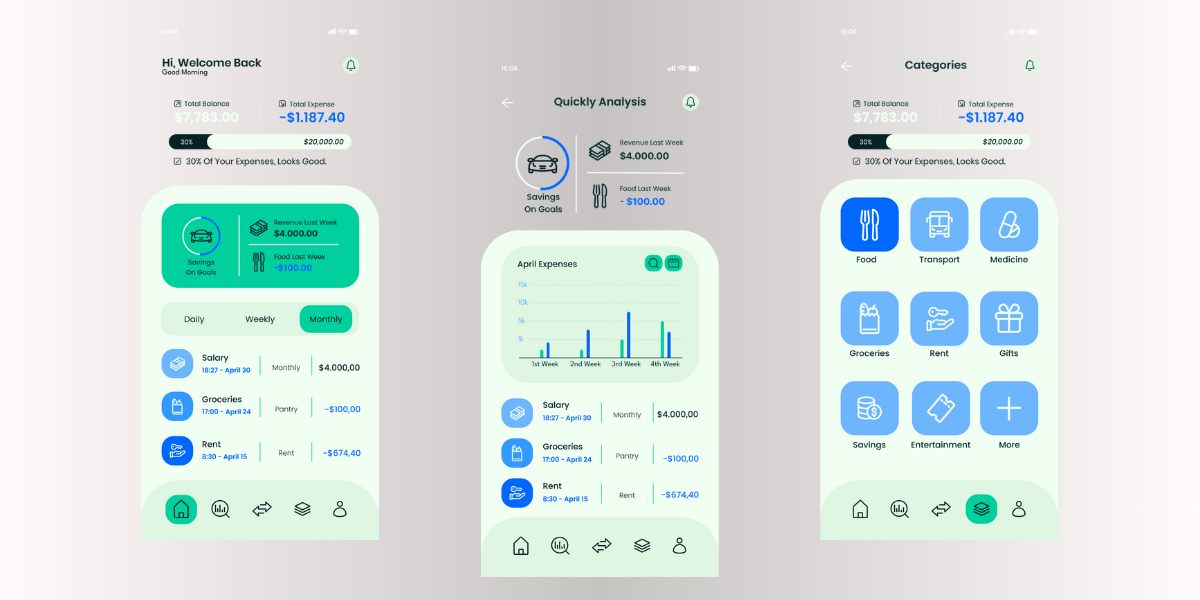 16:04
Hi, Welcome Back
Good Morning
Total Balance
Total Expense
$7,783.00
-$1.187.40
30%
$20,000.00
30% Of Your Expenses, Looks Good.
Savings
On Goals
Revenue Last Week
$4.000.00
Food Last Week
-$100.00
Daily
Weekly
Monthly
Salary
18:27 - April 30
Monthly
$4.000,00
Groceries
17:00 - April 24
Pantry
-$100,00
Rent
8:30 - April 15
Rent
-$674,40
16:04
Quickly Analysis
Savings
On Goals
Revenue Last Week
$4.000.00
Food Last Week
- $100.00
April Expenses
15k
10k
5k
1k
1st Week
2nd Week
3rd Week
4th Week
Salary
18:27 - April 30
Monthly
$4.000,00
Groceries
17:00 - April 24
Pantry
-$100,00
Rent
8:30 - April 15
Rent
-$674,40
16:04
Categories
Total Balance
Total Expense
$7,783.00
-$1.187.40
30%
$20,000.00
30% Of Your Expenses, Looks Good.
Food
Transport
Medicine
Groceries
Rent
Gifts
Savings
Entertainment
More